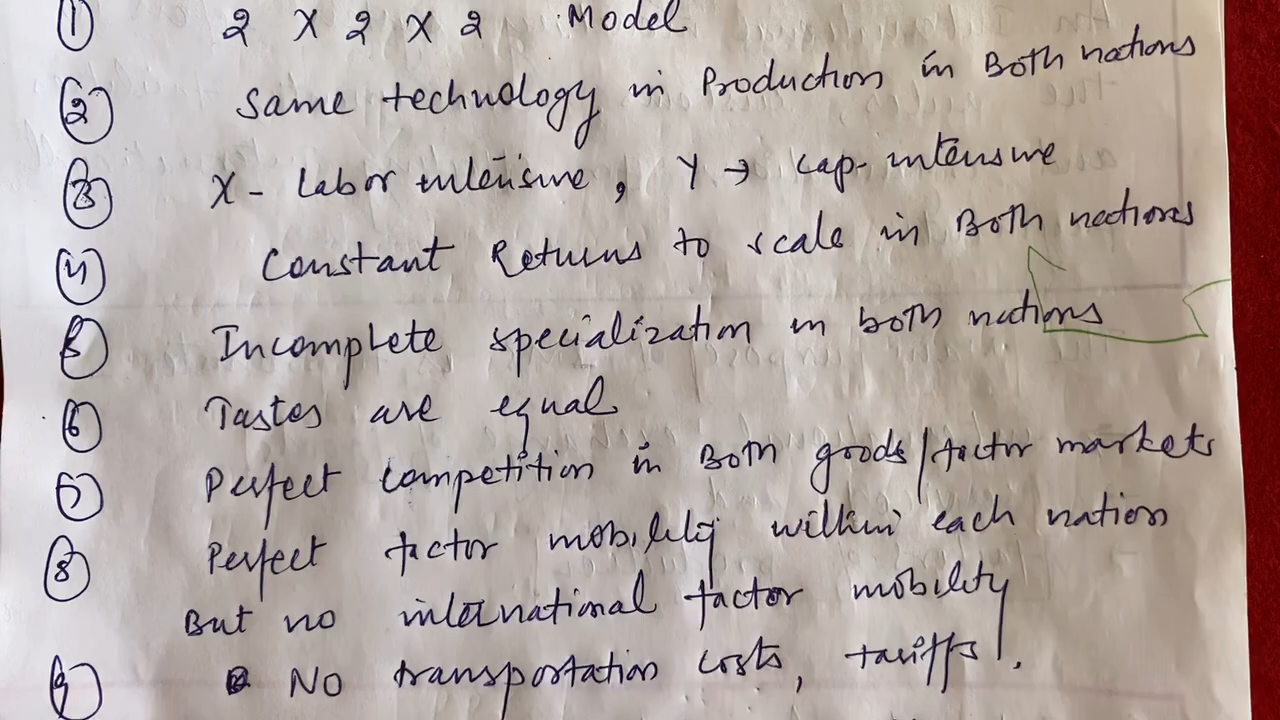 ① 2 X 2 X 2 Model
② Same technology in Production in Both nations
③ X - Labor intensive, Y → cap-intensive
④ Constant Returns to scale in Both nations
⑤ Incomplete specialization in both nations
⑥ Tastes are equal
⑦ Perfect competition in Both goods/factor markets
⑧ Perfect factor mobility within each nation
But no international factor mobility
⑨ No transportation costs, tariffs.